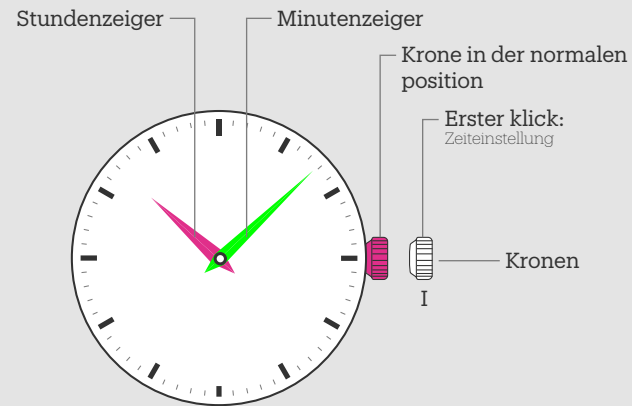 Stundenzeiger
Minutenzeiger
Krone in der normalen
position
Erster klick:
Zeiteinstellung
Kronen
I